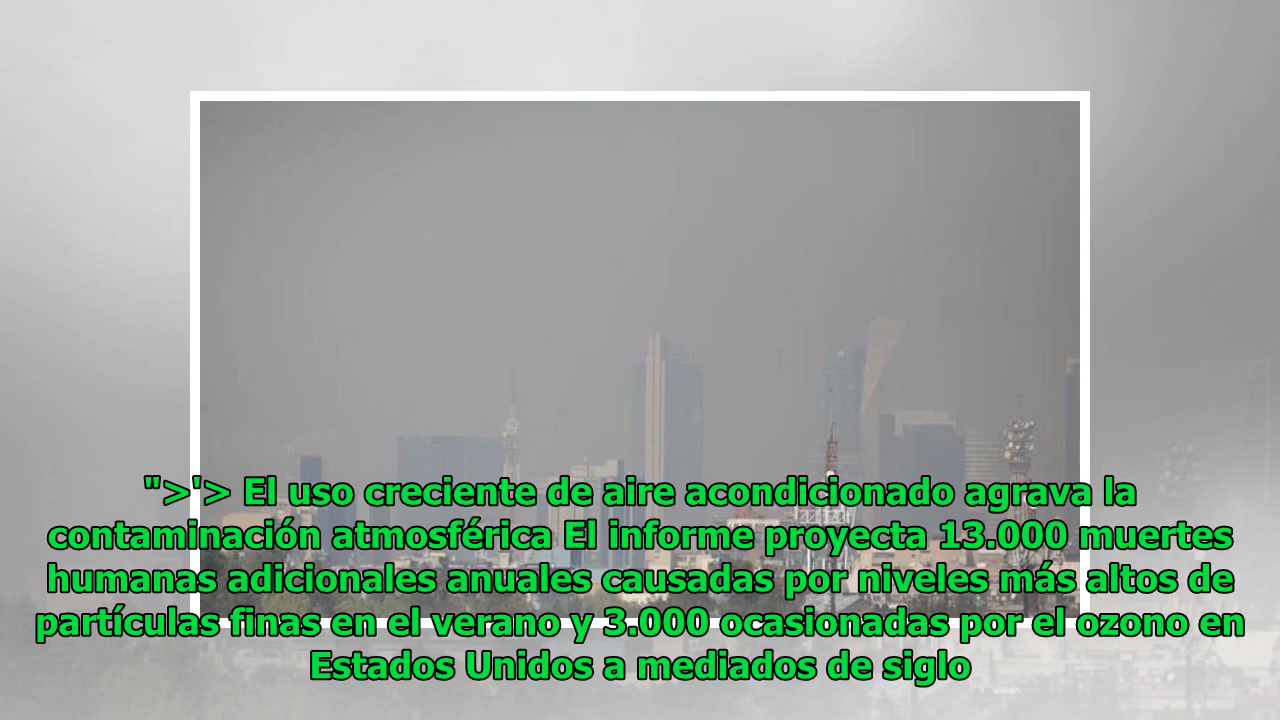 ">'> El uso creciente de aire acondicionado agrava la
contaminación atmosférica El informe proyecta 13.000 muertes
humanas adicionales anuales causadas por niveles más altos de
partículas finas en el verano y 3.000 ocasionadas por el ozono en
Estados Unidos a mediados de siglo